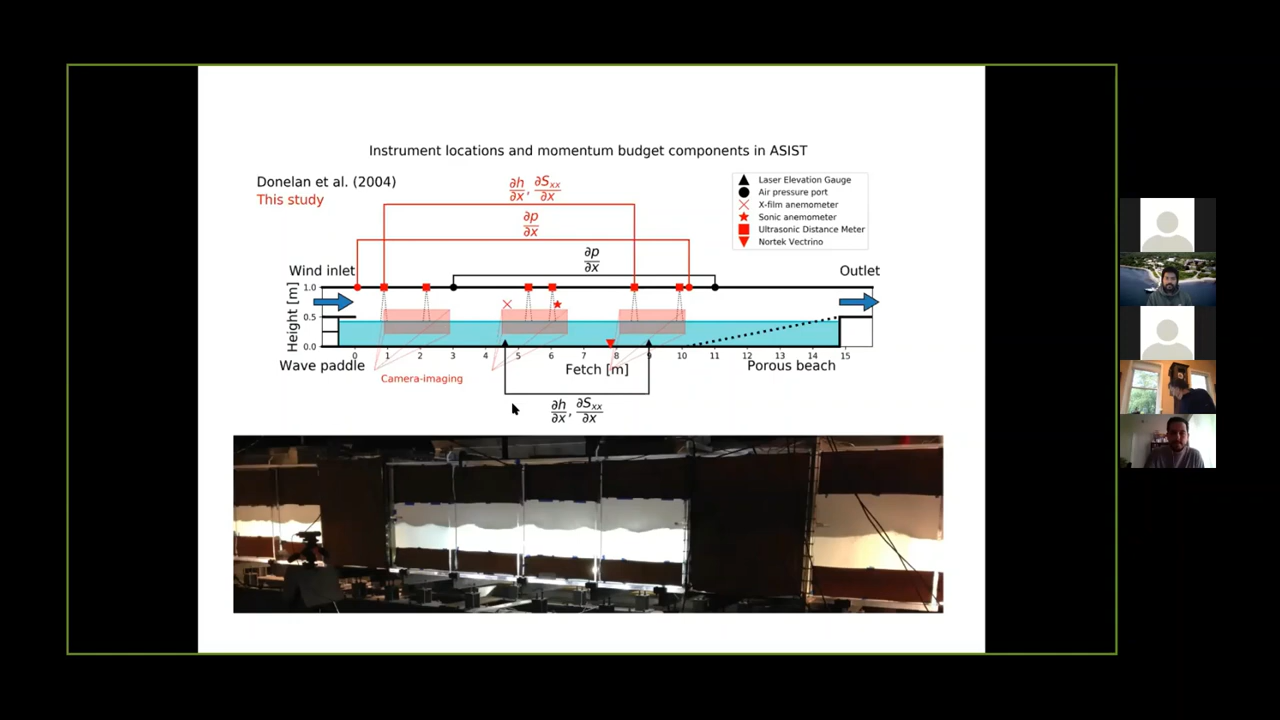 Instrument locations and momentum budget components in ASIST
Donelan et al. (2004)
This study
∂h/∂x, ∂Sxx/∂x
∂p/∂x
∂p/∂x
Laser Elevation Gauge
Air pressure port
X-film anemometer
Sonic anemometer
Ultrasonic Distance Meter
Nortek Vectrino
Wind inlet
Outlet
Height [m]
1.0
0.5
0.0
0 1 2 3 4 5 6 7 8 9 10 11 12 13 14 15
Wave paddle
Fetch [m]
Porous beach
Camera-imaging
∂h/∂x, ∂Sxx/∂x